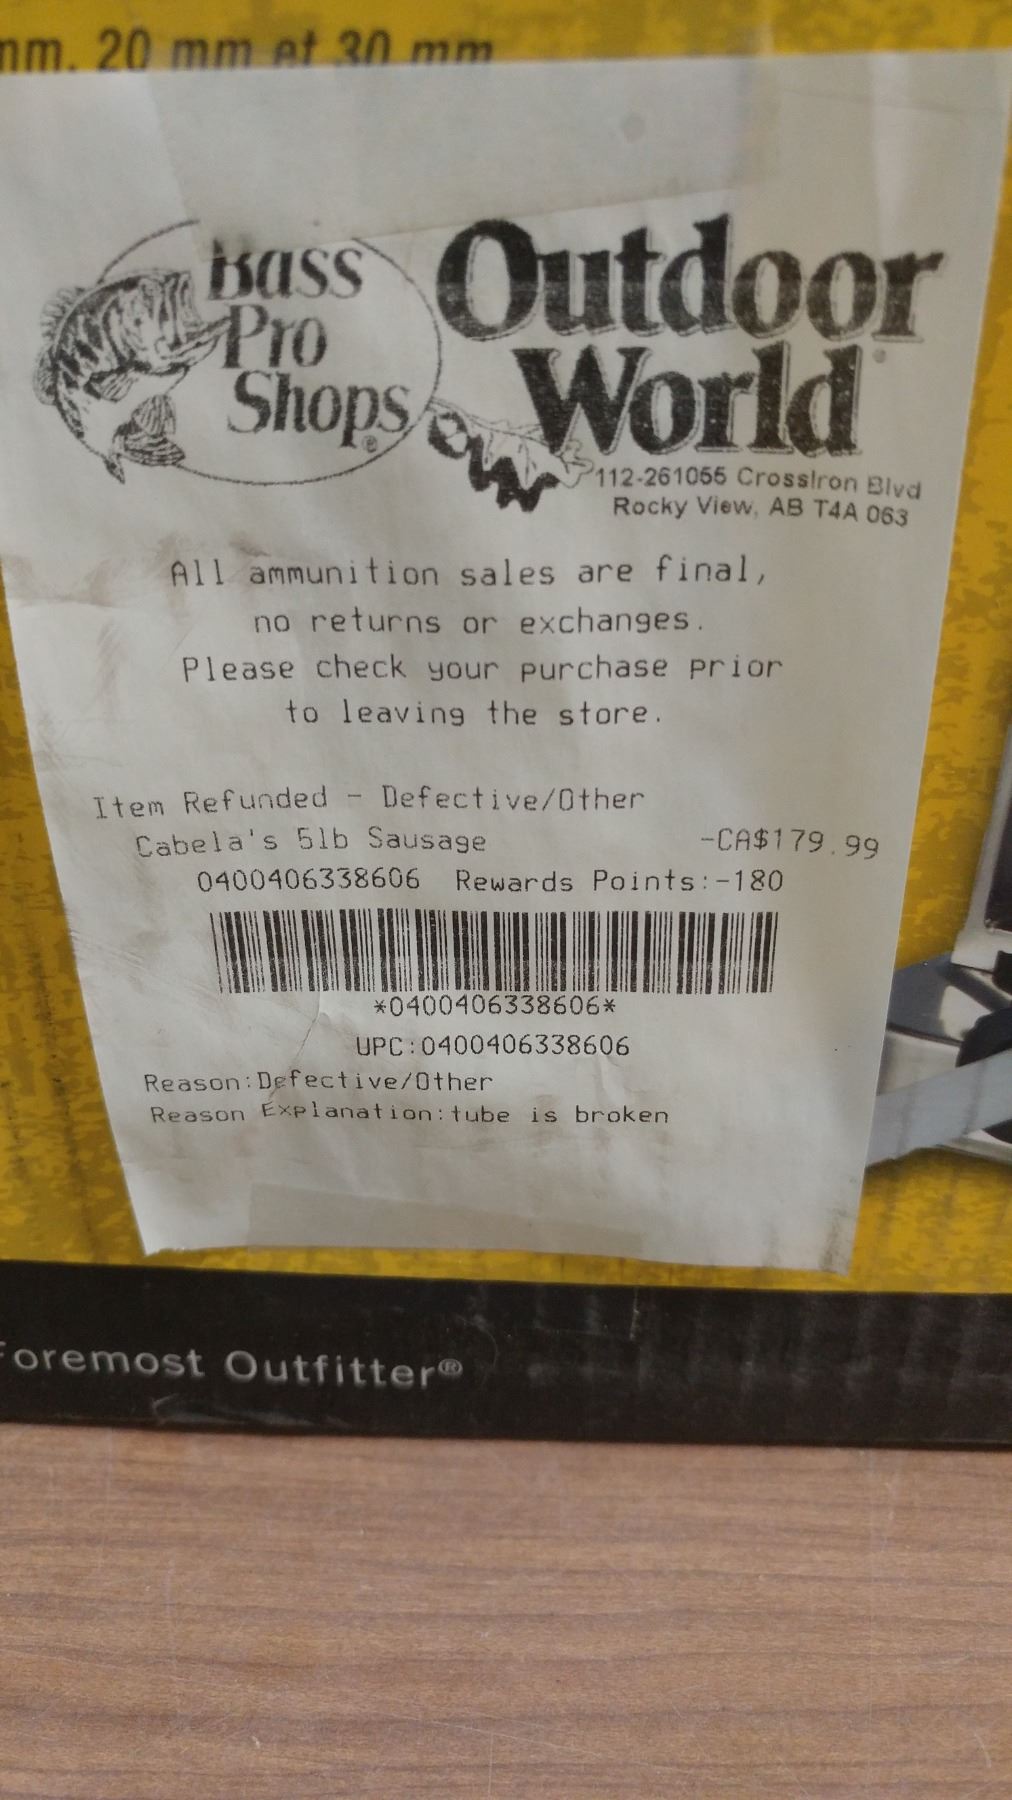 mm, 20 mm et 30 mm
Bass
Pro
Shops®
Outdoor
World®
112-261055 CrossIron Blvd
Rocky View, AB T4A 063
All ammunition sales are final,
no returns or exchanges.
Please check your purchase prior
to leaving the store.
Item Refunded - Defective/Other
Cabela's 5lb Sausage -CA$179.99
0400406338606 Rewards Points:-180
*0400406338606*
UPC:0400406338606
Reason:Defective/Other
Reason Explanation:tube is broken
Foremost Outfitter®